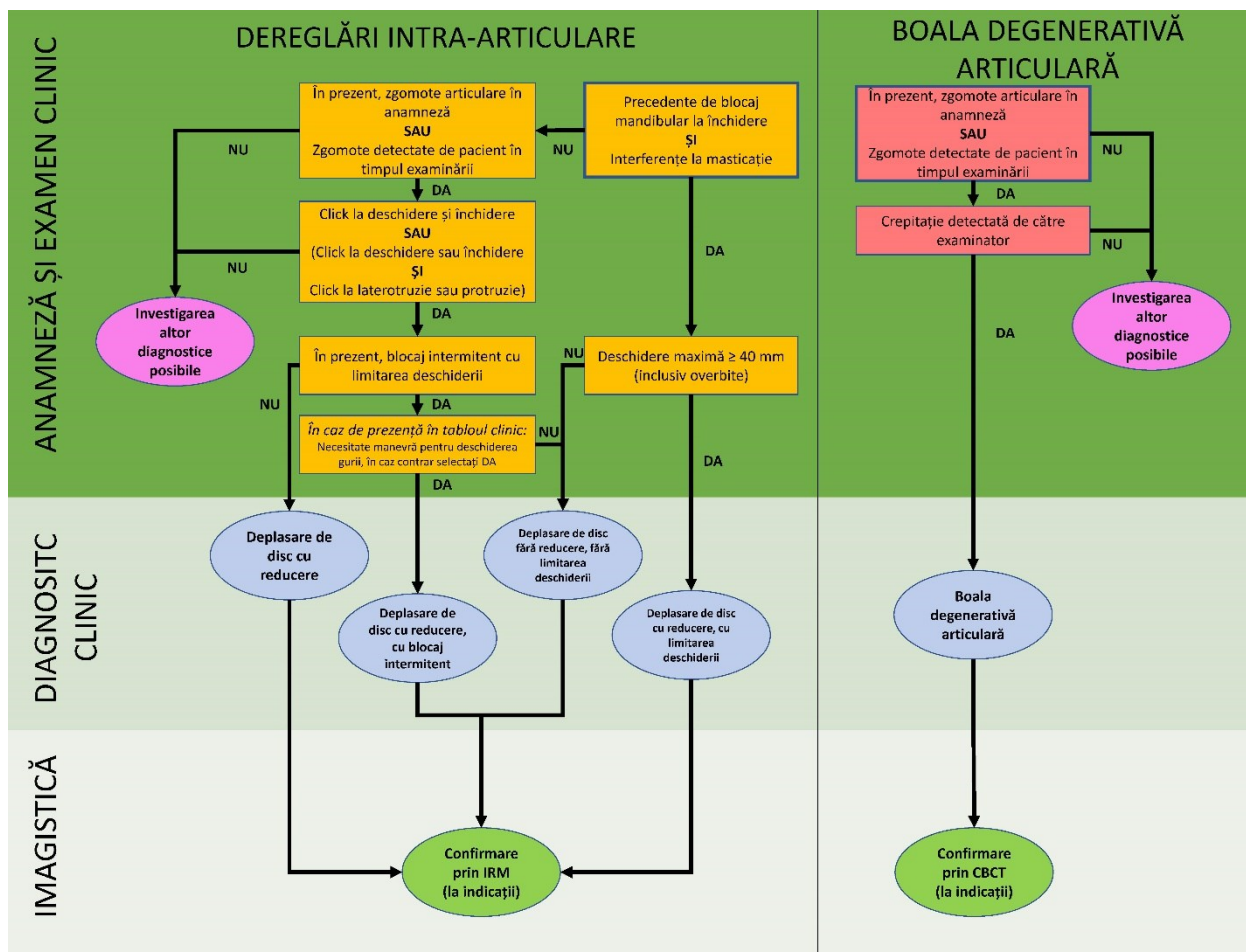 DEREGLĂRI INTRA-ARTICULARE
BOALA DEGENERATIVĂ
ARTICULARĂ
ANAMNEZĂ ȘI EXAMEN CLINIC
În prezent, zgomote articulare în
anamneză
SAU
Zgomote detectate de pacient în
timpul examinării
Precedente de blocaj
mandibular la închidere
ȘI
Interferențe la masticație
NU
NU
DA
Click la deschidere și închidere
SAU
(Click la deschidere sau închidere
ȘI
Click la laterotruzie sau protruzie)
NU
DA
DA
Investigarea
altor
diagnostice
posibile
În prezent, blocaj intermitent cu
limitarea deschiderii
NU
Deschidere maximă ≥ 40 mm
(inclusiv overbite)
NU
DA
În caz de prezență în tabloul clinic:
Necesitate manevră pentru deschiderea
gurii, în caz contrar selectați DA
NU
DA
DA
În prezent, zgomote articulare în
anamneză
SAU
Zgomote detectate de pacient în
timpul examinării
NU
DA
Crepitație detectată de către
examinator
NU
DA
Investigarea
altor
diagnostice
posibile
DIAGNOSITC
CLINIC
Deplasare de
disc cu
reducere
Deplasare de
disc cu reducere,
cu blocaj
intermitent
Deplasare de disc
fără reducere, fără
limitarea
deschiderii
Deplasare de disc
cu reducere, cu
limitarea
deschiderii
Boala
degenerativă
articulară
IMAGISTICĂ
Confirmare
prin IRM
(la indicații)
Confirmare
prin CBCT
(la indicații)